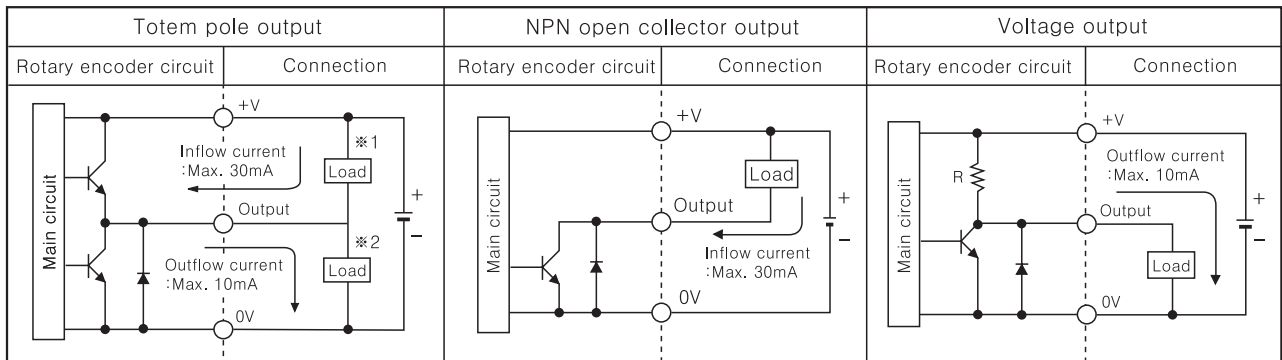 Totem pole output
Rotary encoder circuit
Connection
Main circuit
+V
※1
Inflow current
:Max. 30mA
Load
+
-
Output
※2
Outflow current
:Max. 10mA
Load
0V
NPN open collector output
Rotary encoder circuit
Connection
Main circuit
+V
Load
+
-
Output
Inflow current
:Max. 30mA
0V
Voltage output
Rotary encoder circuit
Connection
Main circuit
+V
R
Outflow current
:Max. 10mA
+
-
Output
Load
0V